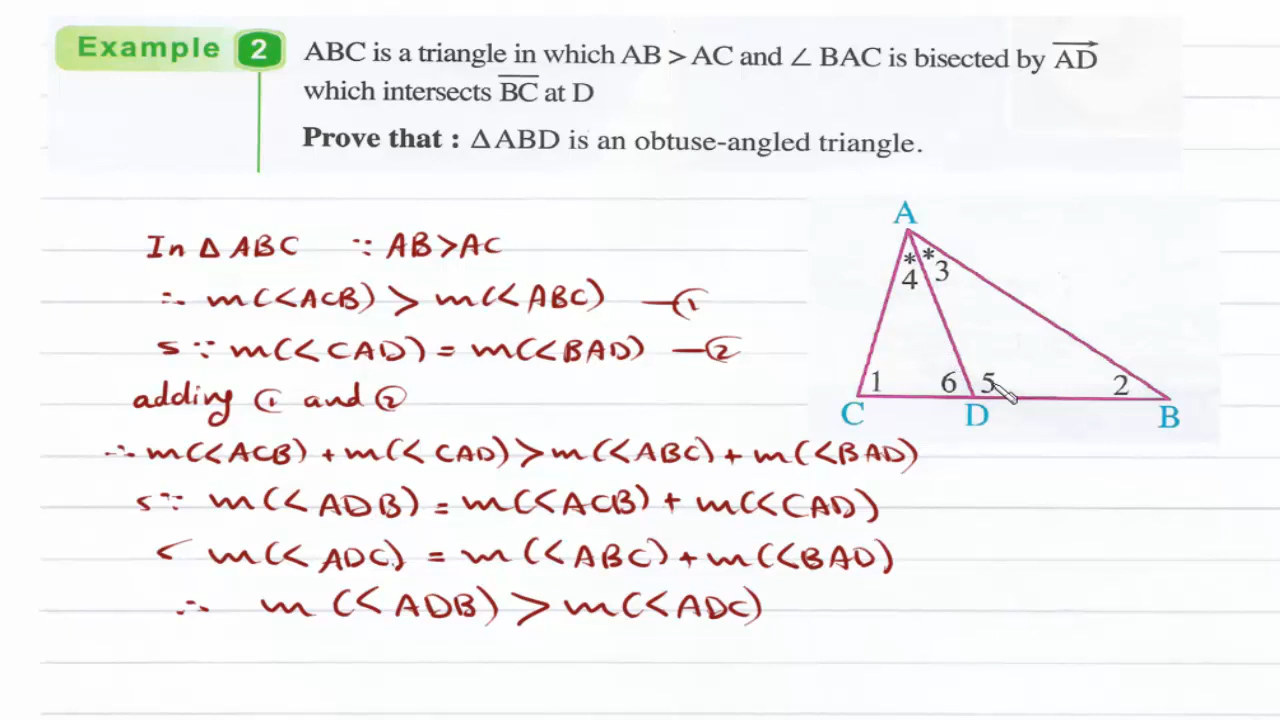 Example 2
ABC is a triangle in which AB > AC and ∠ BAC is bisected by AD
which intersects BC at D
Prove that : ΔABD is an obtuse-angled triangle.
In Δ ABC ∵ AB>AC
∴ m(<ACB) > m(<ABC) —①
, ∵ m(<CAD) = m(<BAD) —②
adding ① and ②
∴ m(<ACB) + m(<CAD) > m(<ABC) + m(<BAD)
, ∵ m(<ADB) = m(<ACB) + m(<CAD)
, m(<ADC) = m(<ABC) + m(<BAD)
∴ m(<ADB) > m(<ADC)
A
* *
4 3
1 6 5 2
C D B